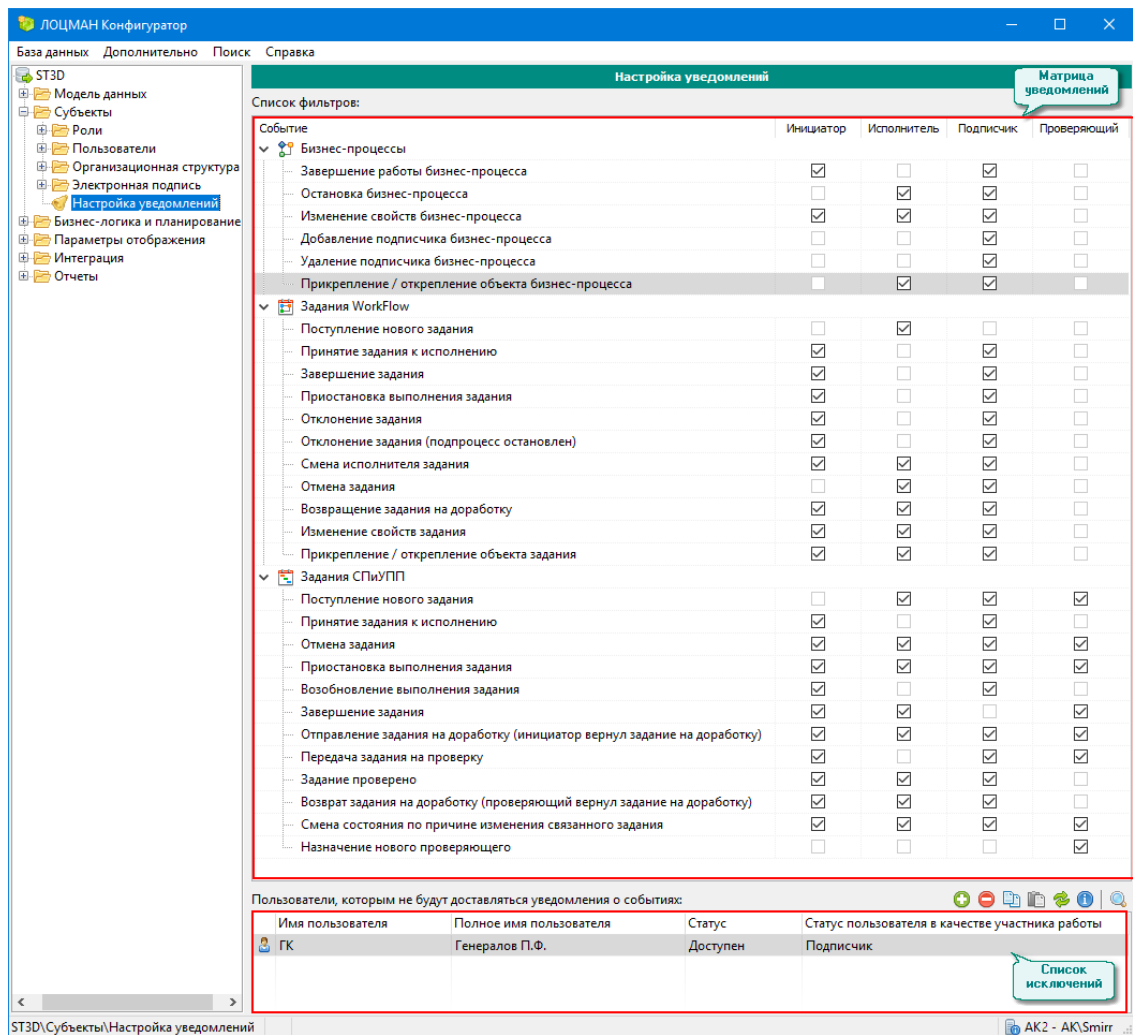 ЛОЦМАН Конфигуратор
База данных Дополнительно Поиск Справка
ST3D
Модель данных
Субъекты
Роли
Пользователи
Организационная структура
Электронная подпись
Настройка уведомлений
Бизнес-логика и планирование
Параметры отображения
Интеграция
Отчеты
Настройка уведомлений
Матрица
уведомлений
Список фильтров:
Событие Инициатор Исполнитель Подписчик Проверяющий
Бизнес-процессы
Завершение работы бизнес-процесса
Остановка бизнес-процесса
Изменение свойств бизнес-процесса
Добавление подписчика бизнес-процесса
Удаление подписчика бизнес-процесса
Прикрепление / открепление объекта бизнес-процесса
Задания WorkFlow
Поступление нового задания
Принятие задания к исполнению
Завершение задания
Приостановка выполнения задания
Отклонение задания
Отклонение задания (подпроцесс остановлен)
Смена исполнителя задания
Отмена задания
Возвращение задания на доработку
Изменение свойств задания
Прикрепление / открепление объекта задания
Задания СПиУПП
Поступление нового задания
Принятие задания к исполнению
Отмена задания
Приостановка выполнения задания
Возобновление выполнения задания
Завершение задания
Отправление задания на доработку (инициатор вернул задание на доработку)
Передача задания на проверку
Задание проверено
Возврат задания на доработку (проверяющий вернул задание на доработку)
Смена состояния по причине изменения связанного задания
Назначение нового проверяющего
Пользователи, которым не будут доставляться уведомления о событиях:
Имя пользователя Полное имя пользователя Статус Статус пользователя в качестве участника работы
ГК Генералов П.Ф. Доступен Подписчик
Список
исключений
ST3D\Субъекты\Настройка уведомлений
AK2 - AK\Smirr